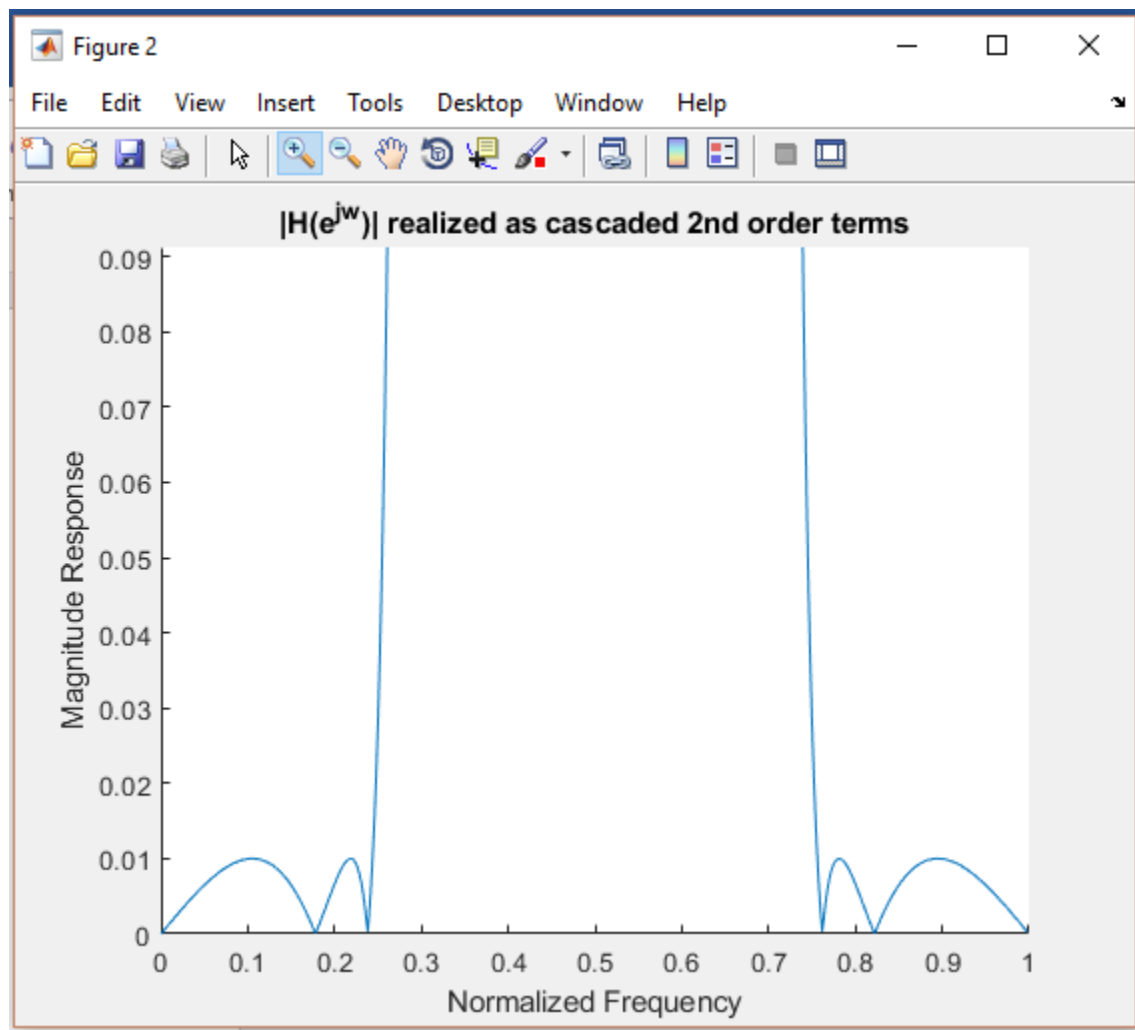 Figure 2
File Edit View Insert Tools Desktop Window Help
|H(e^jw)| realized as cascaded 2nd order terms
0.09
0.08
0.07
0.06
0.05
0.04
0.03
0.02
0.01
0
Magnitude Response
0 0.1 0.2 0.3 0.4 0.5 0.6 0.7 0.8 0.9 1
Normalized Frequency